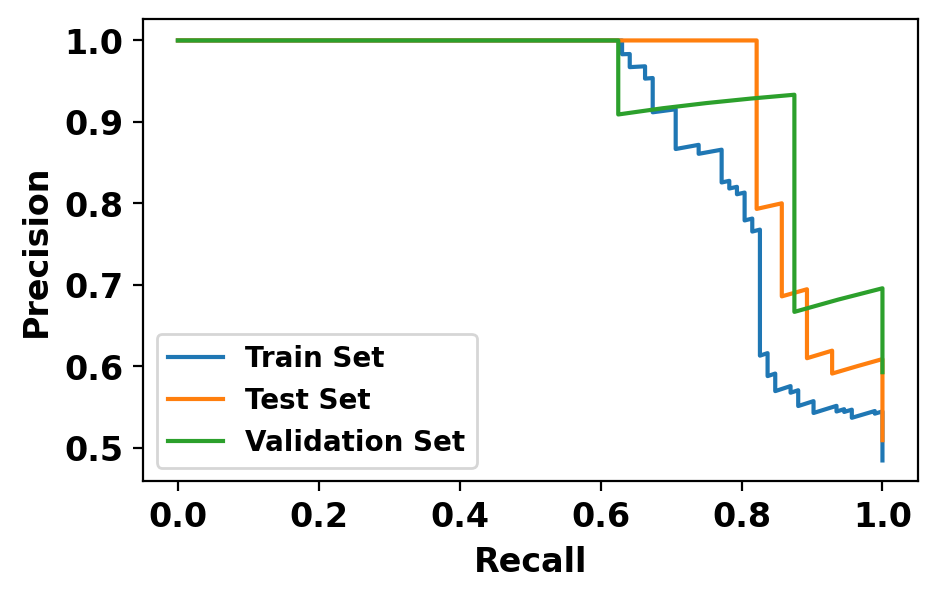 1.0
0.9
0.8
0.7
0.6
0.5
Precision
Train Set
Test Set
Validation Set
0.0 0.2 0.4 0.6 0.8 1.0
Recall